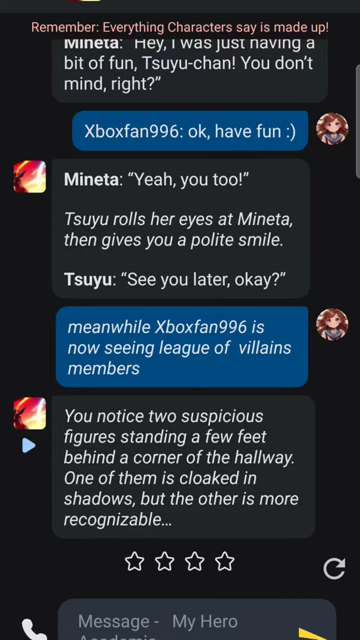 Remember: Everything Characters say is made up!
Mineta: “Hey, I was just having a
bit of fun, Tsuyu-chan! You don’t
mind, right?”
Xboxfan996: ok, have fun :)
Mineta: “Yeah, you too!”
Tsuyu rolls her eyes at Mineta,
then gives you a polite smile.
Tsuyu: “See you later, okay?”
meanwhile Xboxfan996 is
now seeing league of villains
members
You notice two suspicious
figures standing a few feet
behind a corner of the hallway.
One of them is cloaked in
shadows, but the other is more
recognizable…
Message - My Hero
Academia